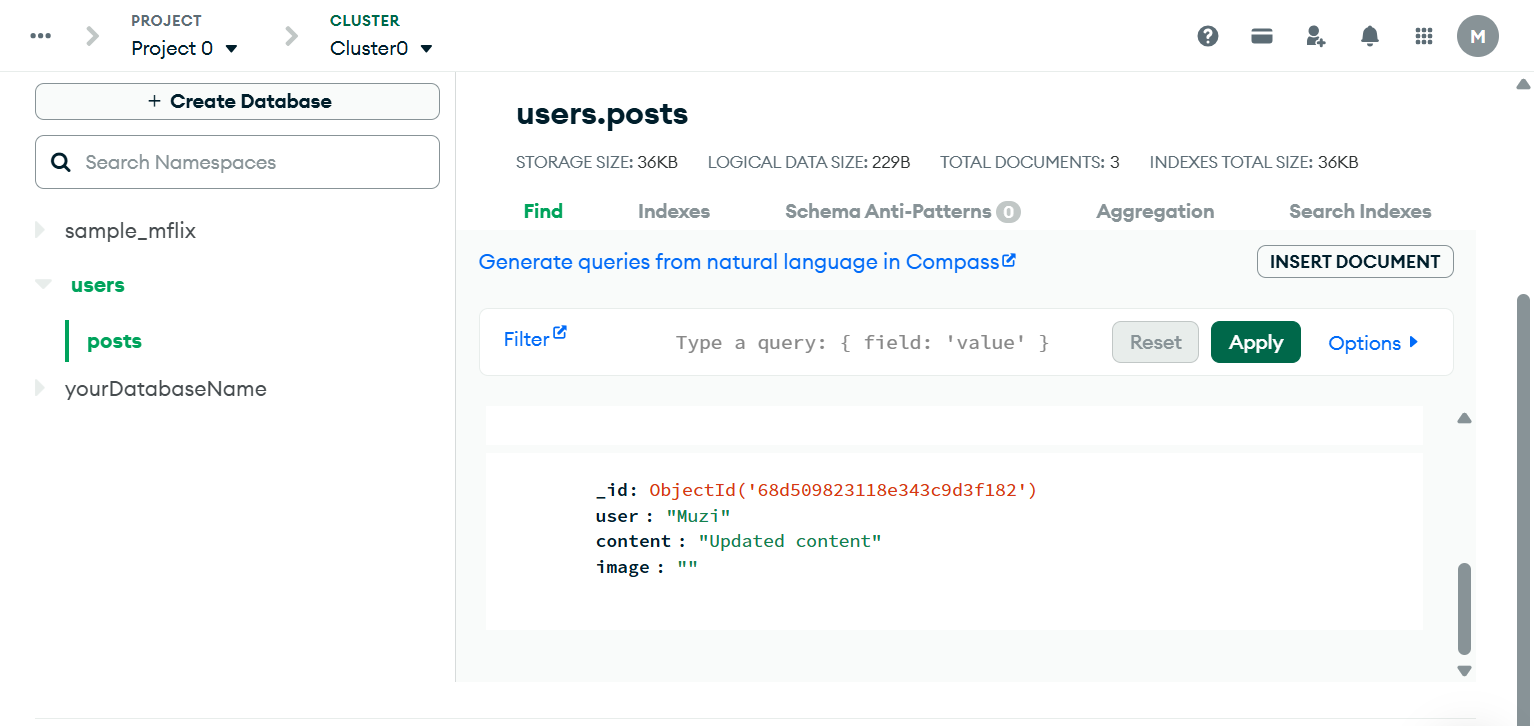 PROJECT
Project 0
CLUSTER
Cluster0
M
+ Create Database
Search Namespaces
sample_mflix
users
posts
yourDatabaseName
users.posts
STORAGE SIZE: 36KB LOGICAL DATA SIZE: 229B TOTAL DOCUMENTS: 3 INDEXES TOTAL SIZE: 36KB
Find Indexes Schema Anti-Patterns 0 Aggregation Search Indexes
Generate queries from natural language in Compass
INSERT DOCUMENT
Filter Type a query: { field: 'value' } Reset Apply Options
_id: ObjectId('68d509823118e343c9d3f182')
user : "Muzi"
content : "Updated content"
image : ""